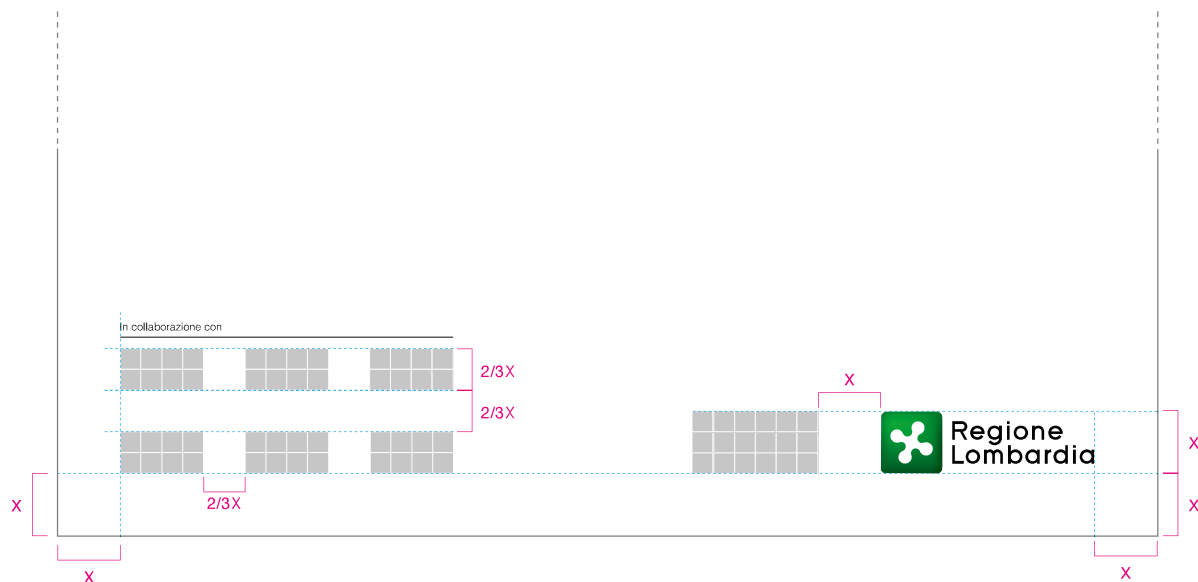 In collaborazione con
2/3X
2/3X
2/3X
X
Regione
Lombardia
X
X
X
X
X